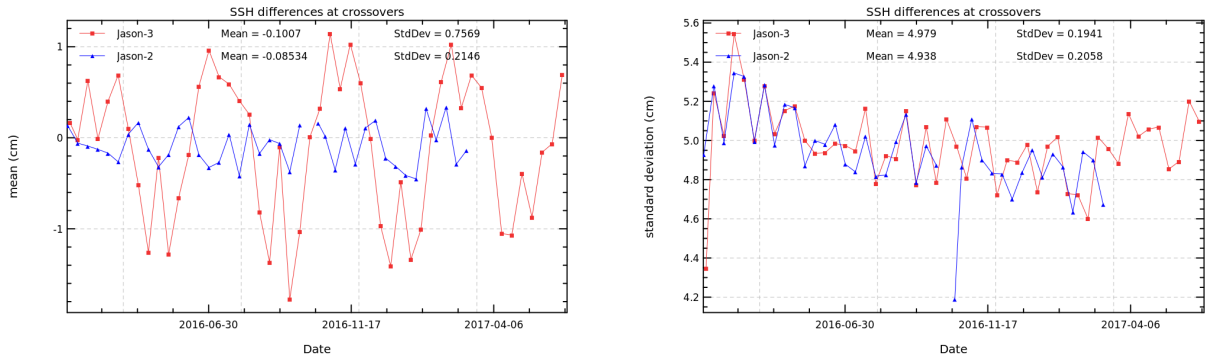 SSH differences at crossovers
Jason-3 Mean = -0.1007 StdDev = 0.7569
Jason-2 Mean = -0.08534 StdDev = 0.2146
mean (cm)
1
0
-1
2016-06-30 2016-11-17 2017-04-06
Date
SSH differences at crossovers
Jason-3 Mean = 4.979 StdDev = 0.1941
Jason-2 Mean = 4.938 StdDev = 0.2058
standard deviation (cm)
5.6
5.4
5.2
5.0
4.8
4.6
4.4
4.2
2016-06-30 2016-11-17 2017-04-06
Date